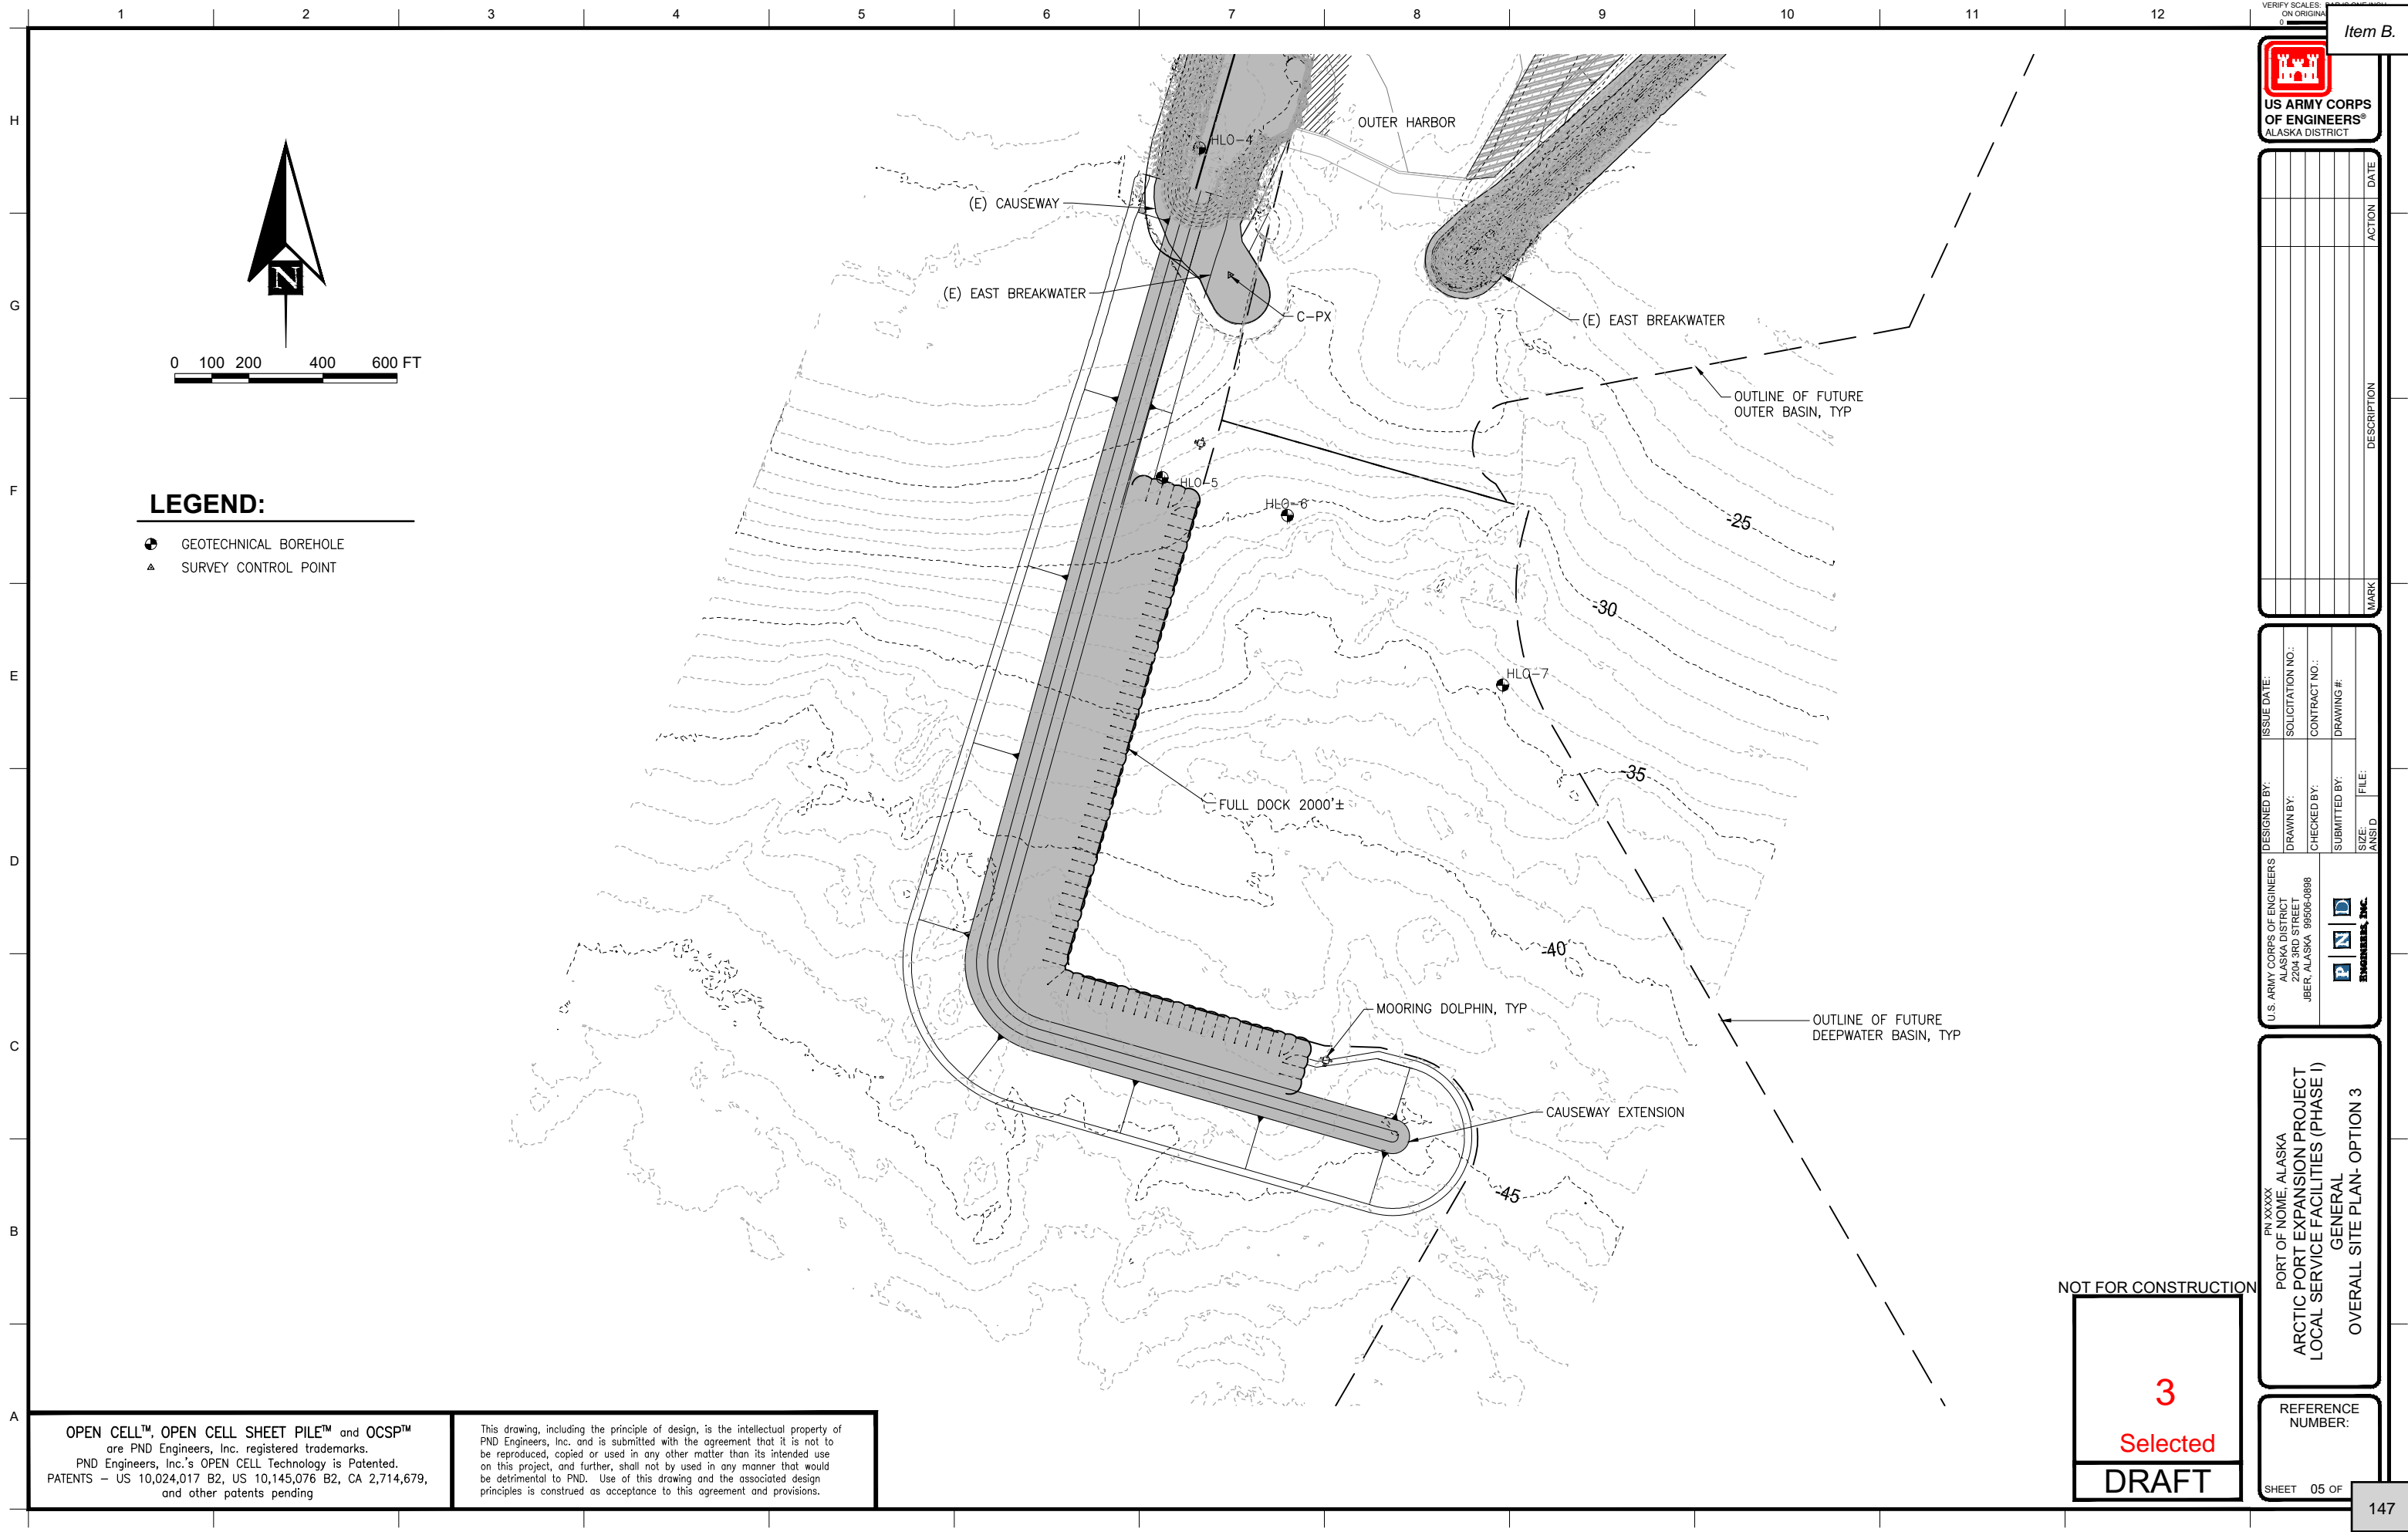 1 2 3 4 5 6 7 8 9 10 11 12
VERIFY SCALES:
ON ORIGINAL
0
Item B.
US ARMY CORPS
OF ENGINEERS®
ALASKA DISTRICT
H
G
F
E
D
C
B
A
N
0 100 200 400 600 FT
LEGEND:
GEOTECHNICAL BOREHOLE
SURVEY CONTROL POINT
HLO-4
OUTER HARBOR
(E) CAUSEWAY
(E) EAST BREAKWATER
C-PX
(E) EAST BREAKWATER
OUTLINE OF FUTURE
OUTER BASIN, TYP
HLO-5
HLO-6
-25
-30
HLO-7
-35
FULL DOCK 2000'±
-40
MOORING DOLPHIN, TYP
OUTLINE OF FUTURE
DEEPWATER BASIN, TYP
CAUSEWAY EXTENSION
-45
NOT FOR CONSTRUCTION
3
Selected
DRAFT
OPEN CELL™, OPEN CELL SHEET PILE™ and OCSP™
are PND Engineers, Inc. registered trademarks.
PND Engineers, Inc.'s OPEN CELL Technology is Patented.
PATENTS – US 10,024,017 B2, US 10,145,076 B2, CA 2,714,679,
and other patents pending
This drawing, including the principle of design, is the intellectual property of
PND Engineers, Inc. and is submitted with the agreement that it is not to
be reproduced, copied or used in any other matter than its intended use
on this project, and further, shall not by used in any manner that would
be detrimental to PND. Use of this drawing and the associated design
principles is construed as acceptance to this agreement and provisions.
DATE
ACTION
DESCRIPTION
MARK
ISSUE DATE:
SOLICITATION NO.:
CONTRACT NO.:
DRAWING #:
DESIGNED BY:
DRAWN BY:
CHECKED BY:
SUBMITTED BY:
FILE:
SIZE:
ANSI D
U.S. ARMY CORPS OF ENGINEERS
ALASKA DISTRICT
2204 3RD STREET
JBER, ALASKA 99506-0898
P N D
ENGINEERS, INC.
PN XXXXX
PORT OF NOME, ALASKA
ARCTIC PORT EXPANSION PROJECT
LOCAL SERVICE FACILITIES (PHASE I)
GENERAL
OVERALL SITE PLAN- OPTION 3
REFERENCE
NUMBER:
SHEET 05 OF
147